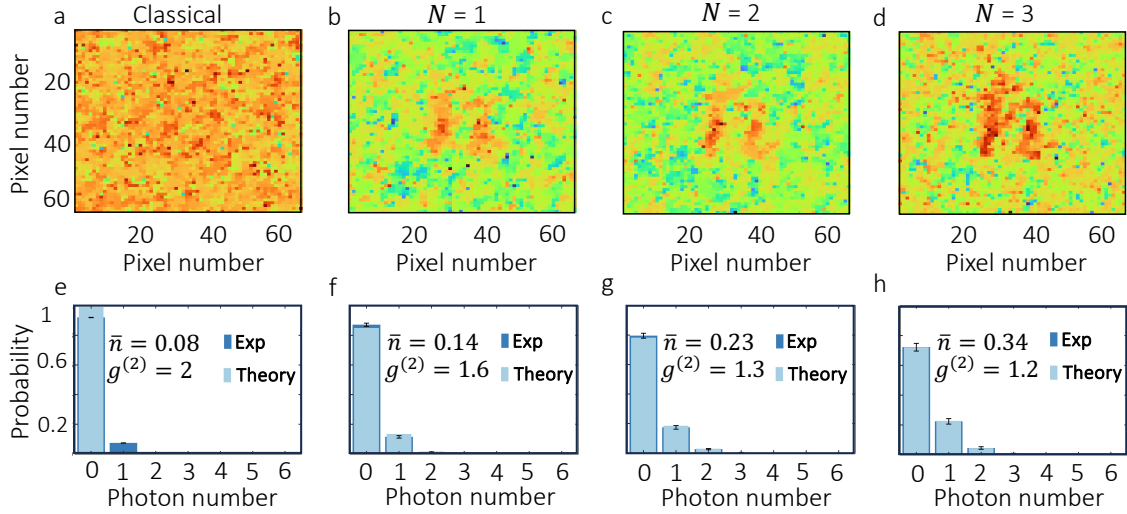 a Classical
b N = 1
c N = 2
d N = 3
Pixel number
20
40
60
20 40 60
Pixel number
20 40 60
Pixel number
20 40 60
Pixel number
20 40 60
Pixel number
e
f
g
h
Probability
1
0.6
0.2
n̄ = 0.08
g(2) = 2
Exp
Theory
0 1 2 3 4 5 6
Photon number
n̄ = 0.14
g(2) = 1.6
Exp
Theory
0 1 2 3 4 5 6
Photon number
n̄ = 0.23
g(2) = 1.3
Exp
Theory
0 1 2 3 4 5 6
Photon number
n̄ = 0.34
g(2) = 1.2
Exp
Theory
0 1 2 3 4 5 6
Photon number